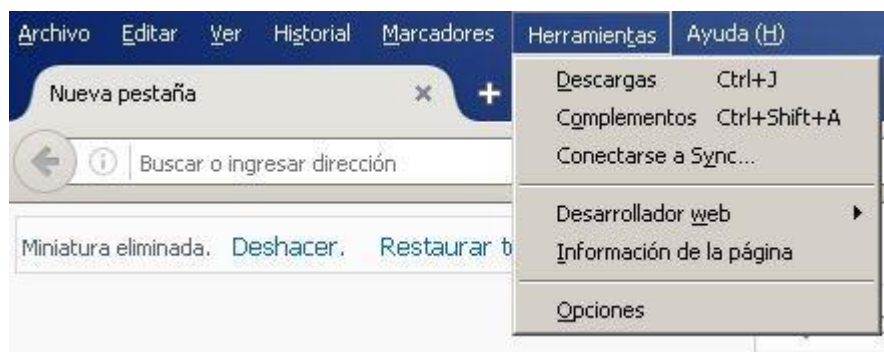 Archivo Editar Ver Historial Marcadores Herramientas Ayuda (H)
Nueva pestaña
Buscar o ingresar dirección
Miniatura eliminada. Deshacer. Restaurar
Descargas Ctrl+J
Complementos Ctrl+Shift+A
Conectarse a Sync...
Desarrollador web
Información de la página
Opciones